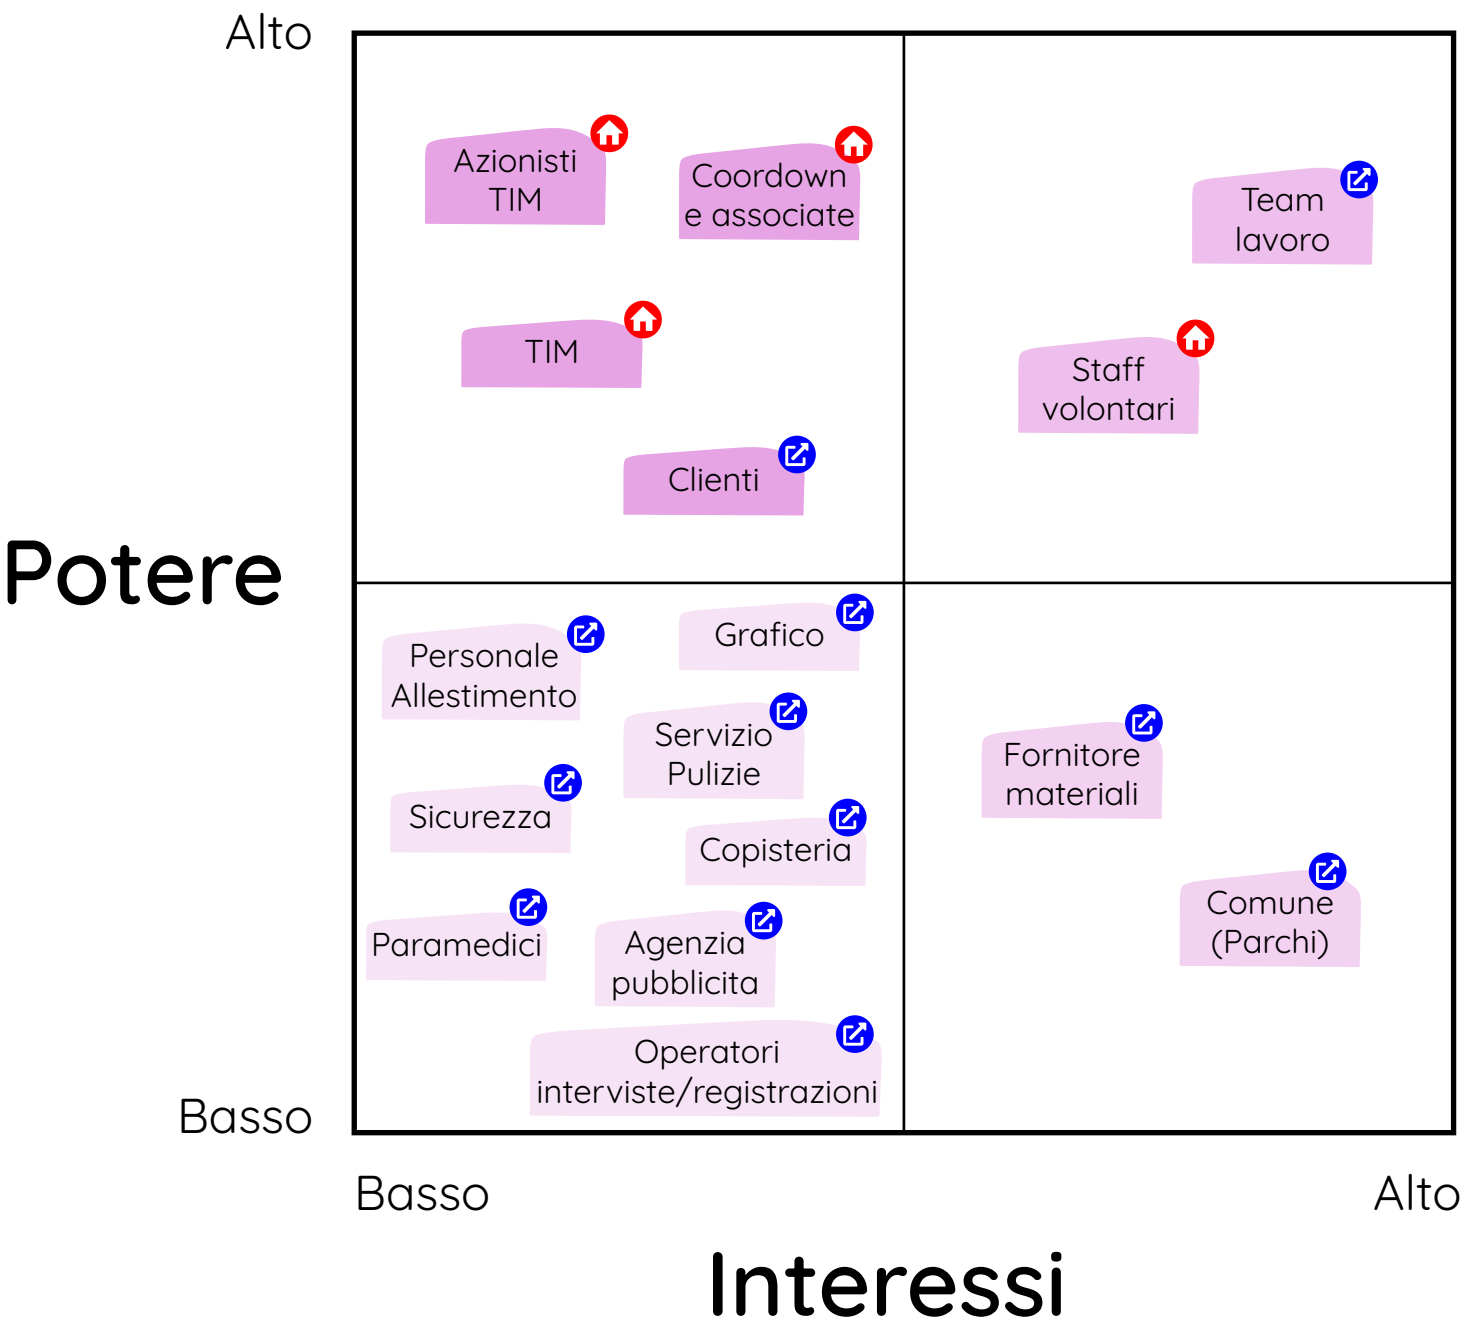 Alto
Azionisti
TIM
Coordown
e associate
Team
lavoro
TIM
Staff
volontari
Clienti
Potere
Personale
Allestimento
Grafico
Servizio
Pulizie
Fornitore
materiali
Sicurezza
Copisteria
Paramedici
Agenzia
pubblicita
Comune
(Parchi)
Operatori
interviste/registrazioni
Basso
Basso
Alto
Interessi